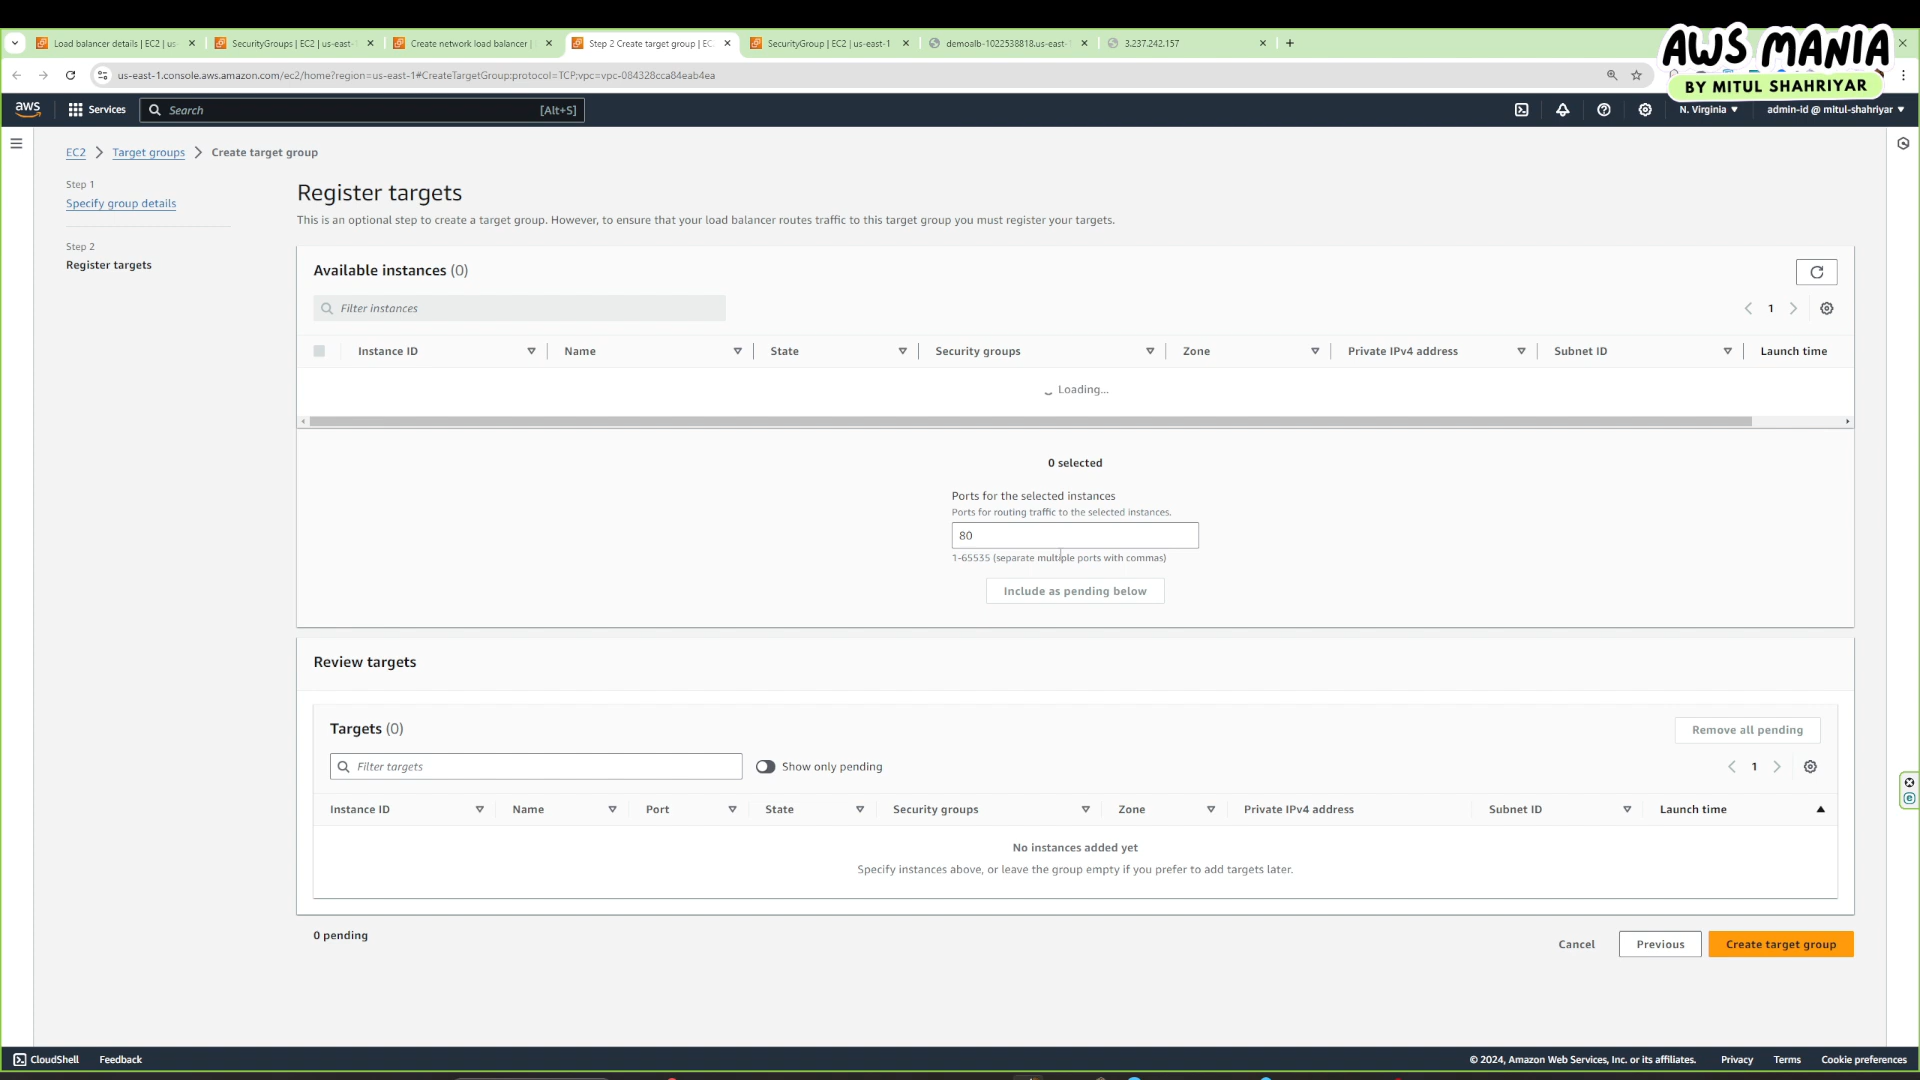 Load balancer details | EC2 | us-
SecurityGroups | EC2 | us-east-
Create network load balancer |
Step 2 Create target group | EC
SecurityGroup | EC2 | us-east-1
demoalb-1022538818.us-east-
3.237.242.157
AWS MANIA
BY MITUL SHAHRIYAR
us-east-1.console.aws.amazon.com/ec2/home?region=us-east-1#CreateTargetGroup:protocol=TCP;vpc=vpc-084328cca84eab4ea
aws
Services
Search
[Alt+S]
N. Virginia
admin-id @ mitul-shahriyar
EC2
Target groups
Create target group
Step 1
Specify group details
Step 2
Register targets
Register targets
This is an optional step to create a target group. However, to ensure that your load balancer routes traffic to this target group you must register your targets.
Available instances (0)
Filter instances
1
Instance ID
Name
State
Security groups
Zone
Private IPv4 address
Subnet ID
Launch time
Loading...
0 selected
Ports for the selected instances
Ports for routing traffic to the selected instances.
80
1-65535 (separate multiple ports with commas)
Include as pending below
Review targets
Targets (0)
Remove all pending
Filter targets
Show only pending
1
Instance ID
Name
Port
State
Security groups
Zone
Private IPv4 address
Subnet ID
Launch time
No instances added yet
Specify instances above, or leave the group empty if you prefer to add targets later.
0 pending
Cancel
Previous
Create target group
CloudShell
Feedback
© 2024, Amazon Web Services, Inc. or its affiliates.
Privacy
Terms
Cookie preferences